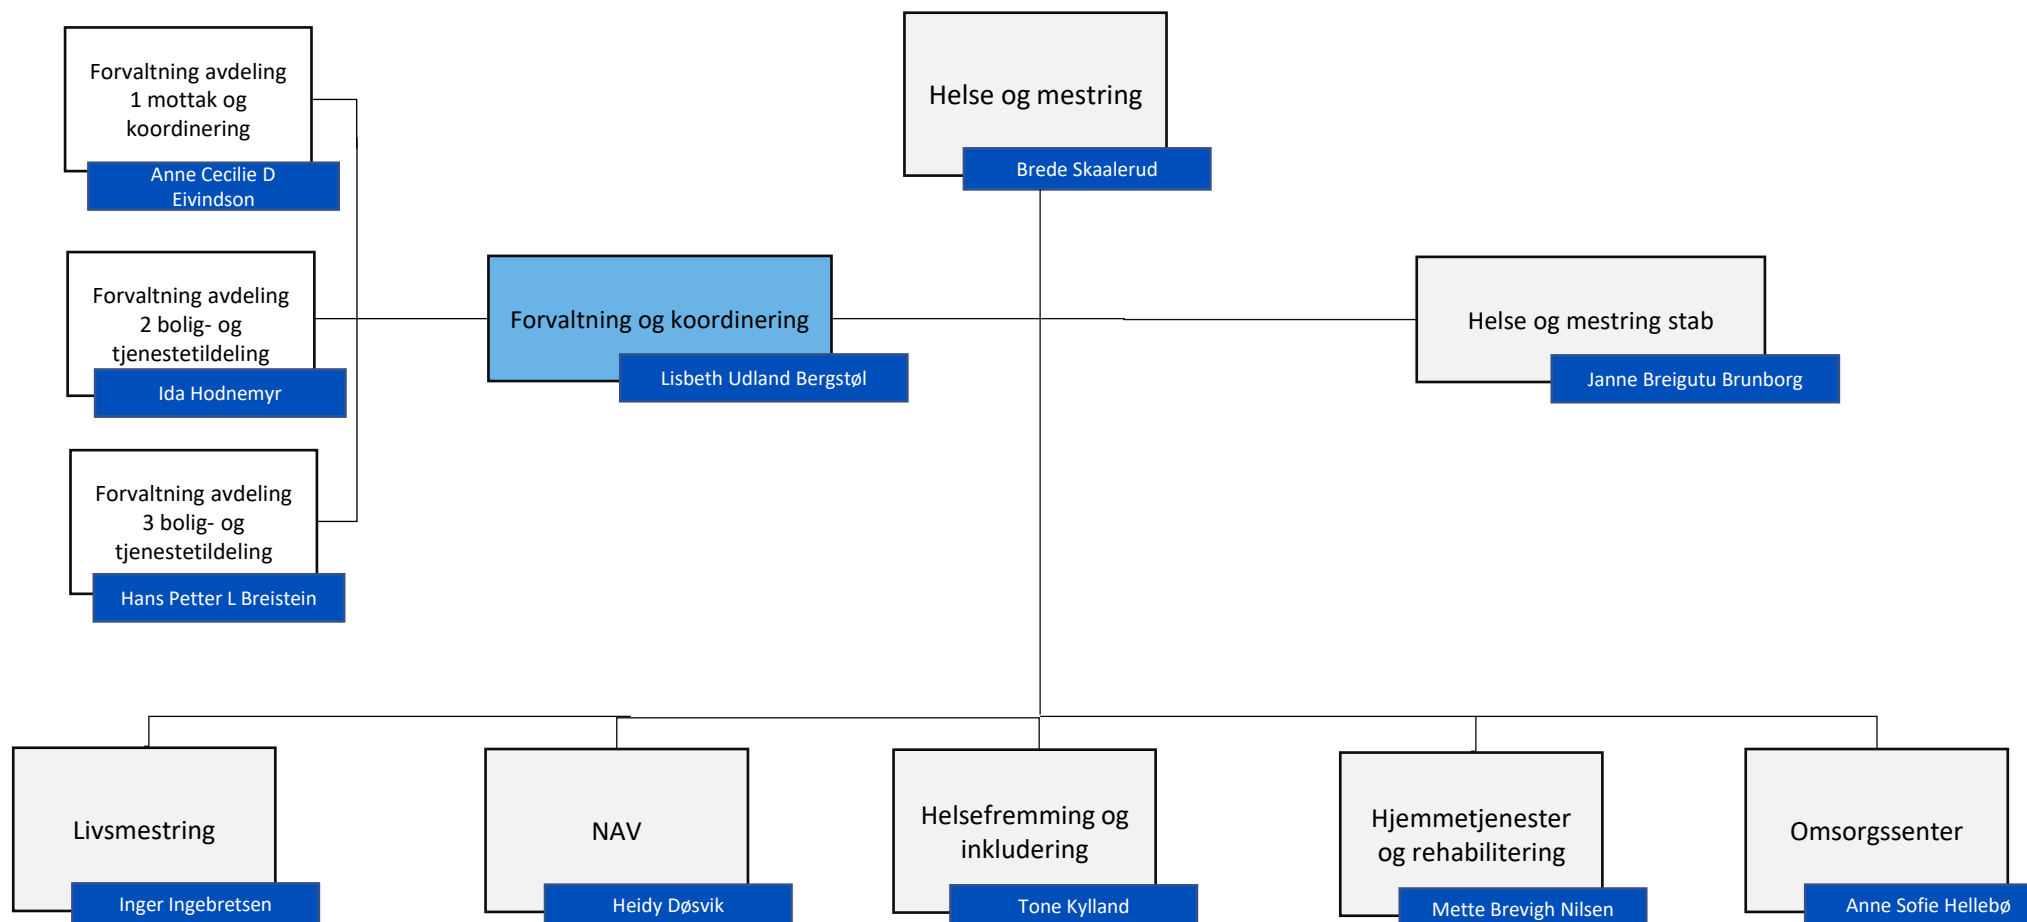 Helse og mestring
Brede Skaalerud
Forvaltning avdeling
1 mottak og
koordinering
Anne Cecilie D
Eivindson
Forvaltning avdeling
2 bolig- og
tjenestetildeling
Ida Hodnemyr
Forvaltning avdeling
3 bolig- og
tjenestetildeling
Hans Petter L Breistein
Forvaltning og koordinering
Lisbeth Udland Bergstøl
Helse og mestring stab
Janne Breigutu Brunborg
Livsmestring
Inger Ingebretsen
NAV
Heidy Døsvik
Helsefremming og
inkludering
Tone Kylland
Hjemmetjenester
og rehabilitering
Mette Brevigh Nilsen
Omsorgssenter
Anne Sofie Hellebø